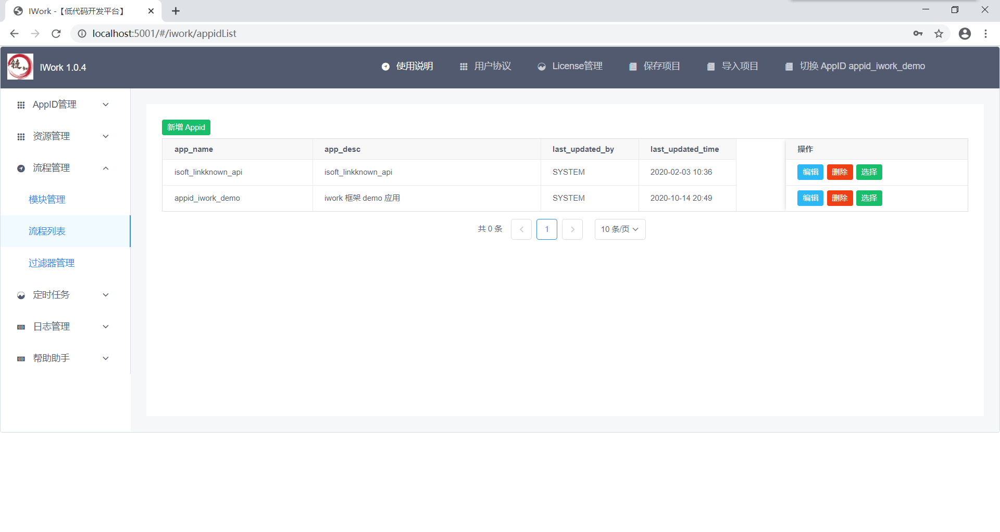 IWork -【低代码开发平台】
localhost:5001/#/iwork/appidList
IWork 1.0.4
使用说明
用户协议
License管理
保存项目
导入项目
切换 AppID appid_iwork_demo
AppID管理
资源管理
流程管理
模块管理
流程列表
过滤器管理
定时任务
日志管理
帮助助手
新增 Appid
app_name app_desc last_updated_by last_updated_time 操作
isoft_linkknown_api isoft_linkknown_api SYSTEM 2020-02-03 10:36 编辑 删除 选择
appid_iwork_demo iwork 框架 demo 应用 SYSTEM 2020-10-14 20:49 编辑 删除 选择
共 0 条 1 10 条/页